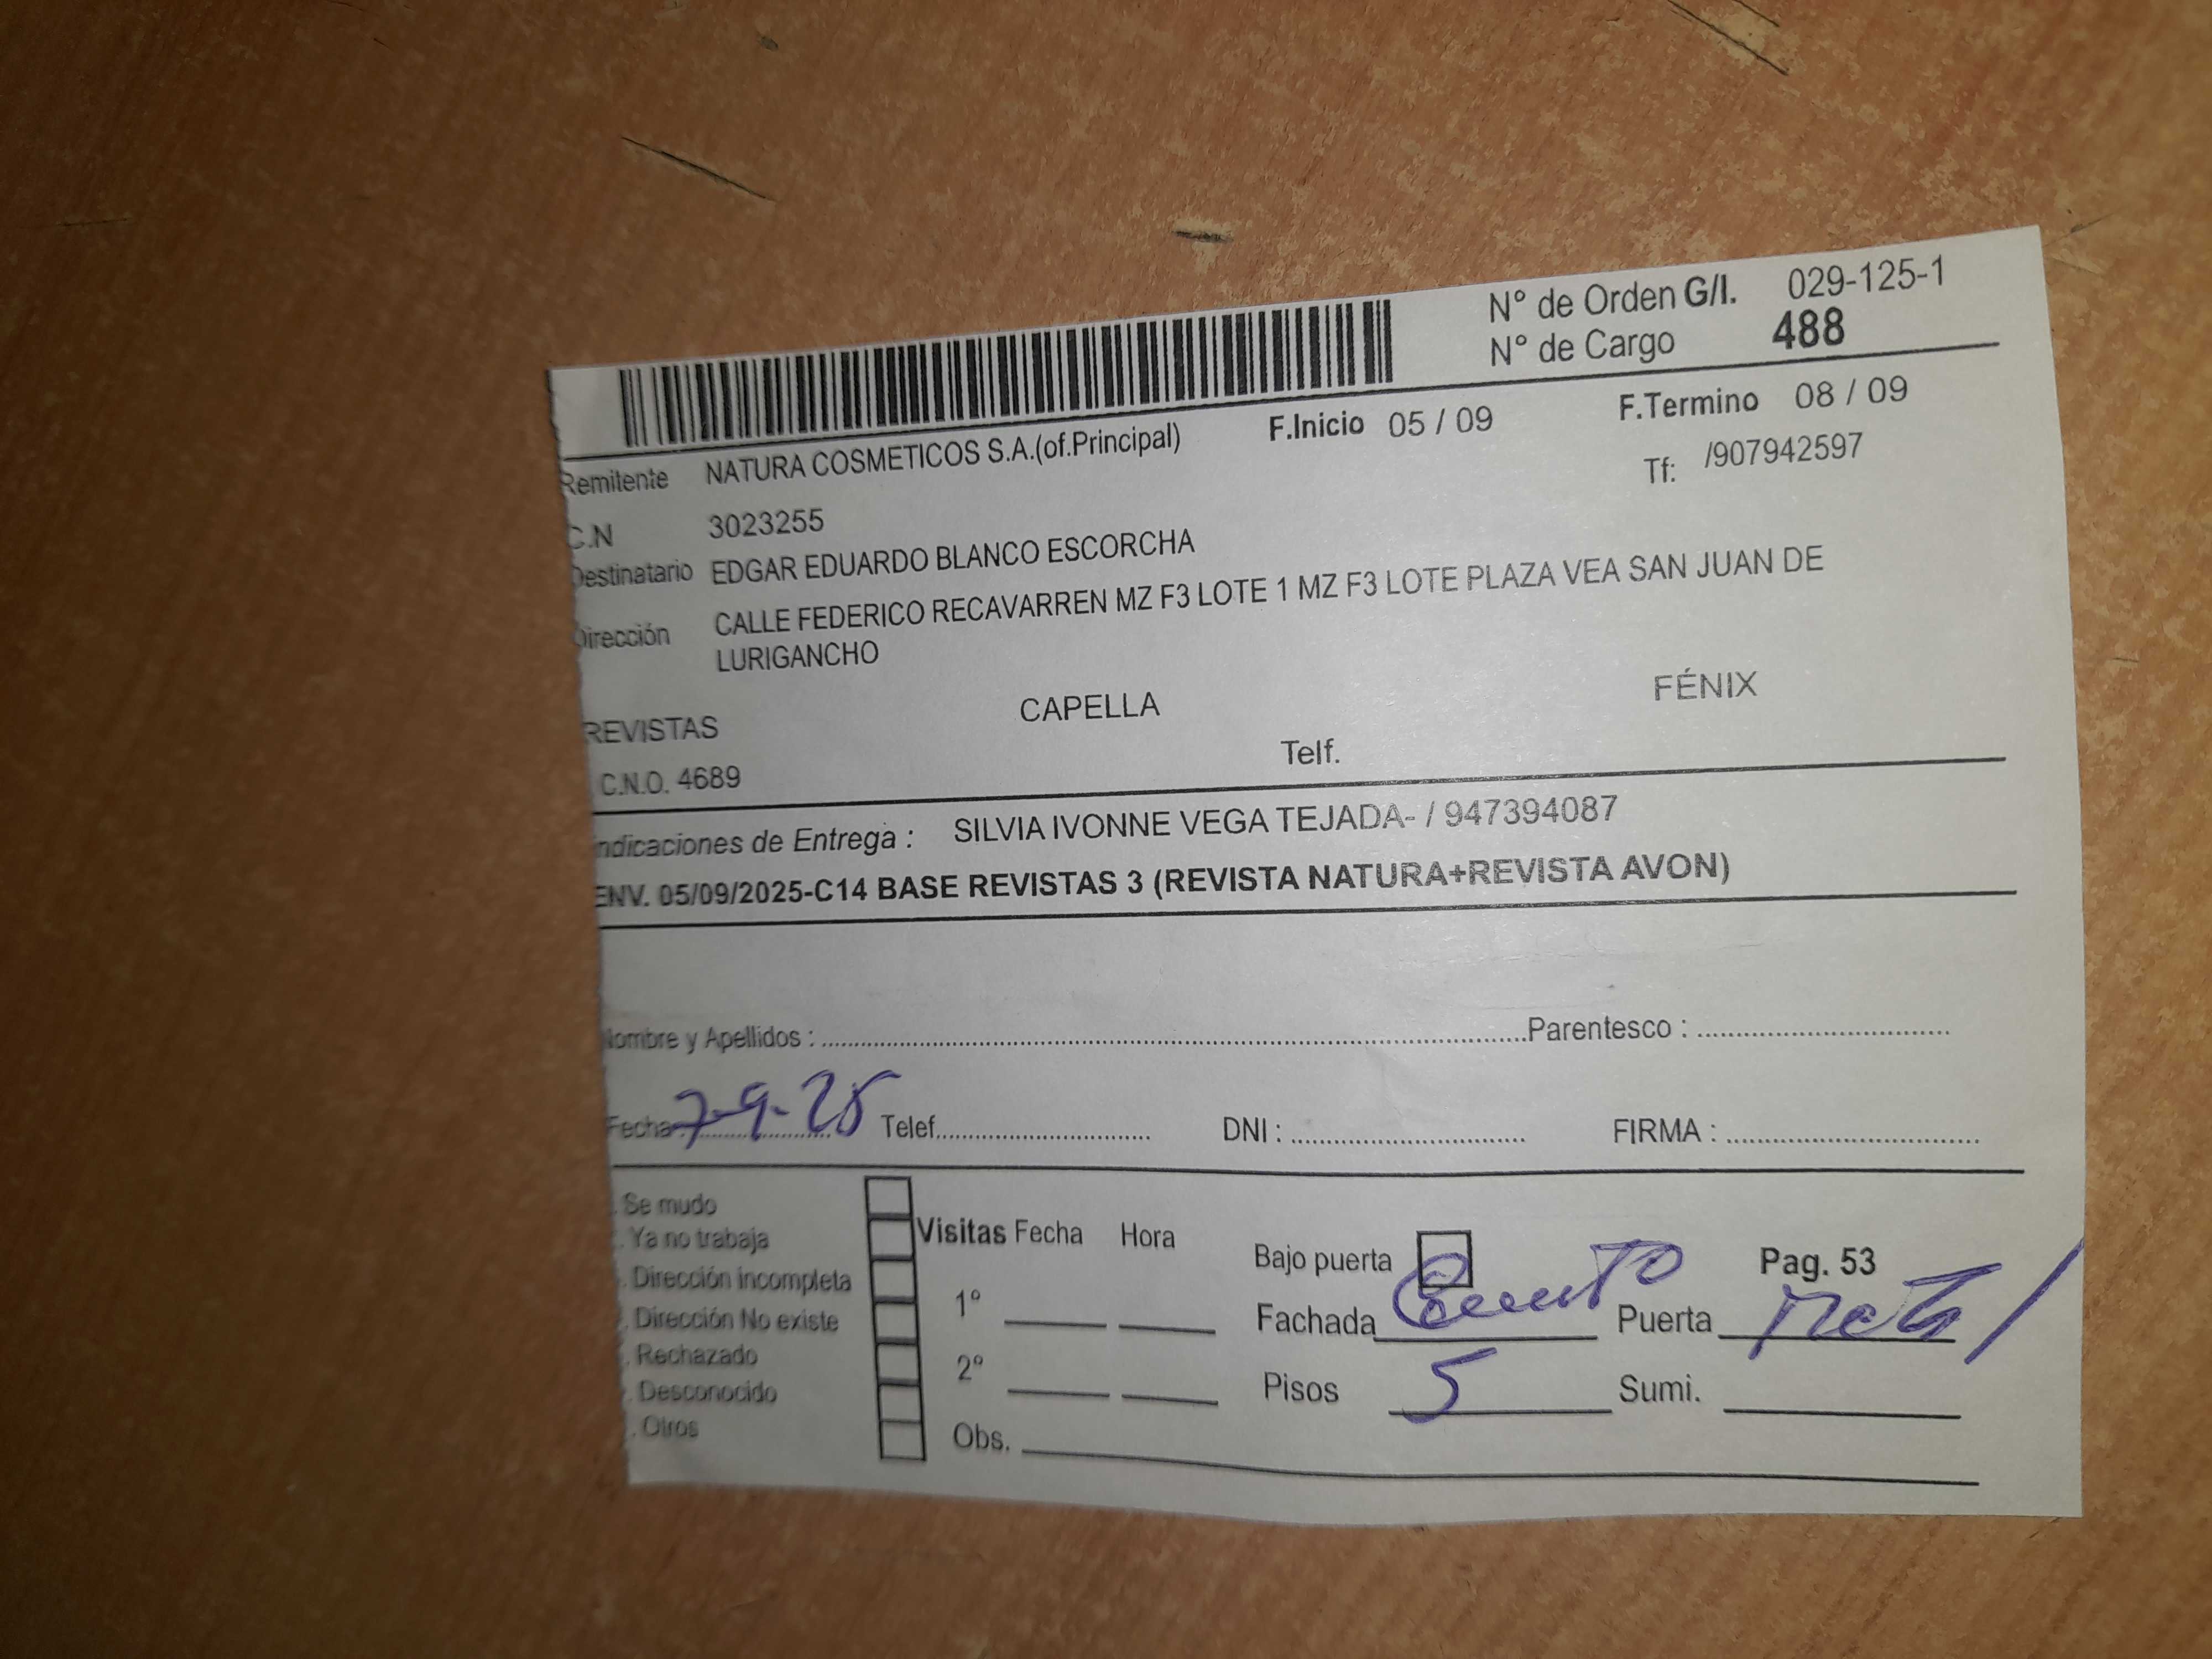 N° de Orden G/I. 029-125-1
N° de Cargo 488
F.Inicio 05 / 09 F.Termino 08 / 09
Remitente NATURA COSMETICOS S.A.(of.Principal) Tf: /907942597
C.N 3023255
Destinatario EDGAR EDUARDO BLANCO ESCORCHA
Dirección CALLE FEDERICO RECAVARREN MZ F3 LOTE 1 MZ F3 LOTE PLAZA VEA SAN JUAN DE
LURIGANCHO
REVISTAS CAPELLA FÉNIX
C.N.O. 4689 Telf.
Indicaciones de Entrega : SILVIA IVONNE VEGA TEJADA- / 947394087
ENV. 05/09/2025-C14 BASE REVISTAS 3 (REVISTA NATURA+REVISTA AVON)
Nombre y Apellidos : Parentesco :
Fecha : 7-9-25 Telef. DNI : FIRMA :
Se mudo
Ya no trabaja
Dirección incompleta
Dirección No existe
Rechazado
Desconocido
Otros
Visitas Fecha Hora
1°
2°
Obs.
Bajo puerta Pag. 53
Fachada Puerta Metal
Pisos 5 Sumi.